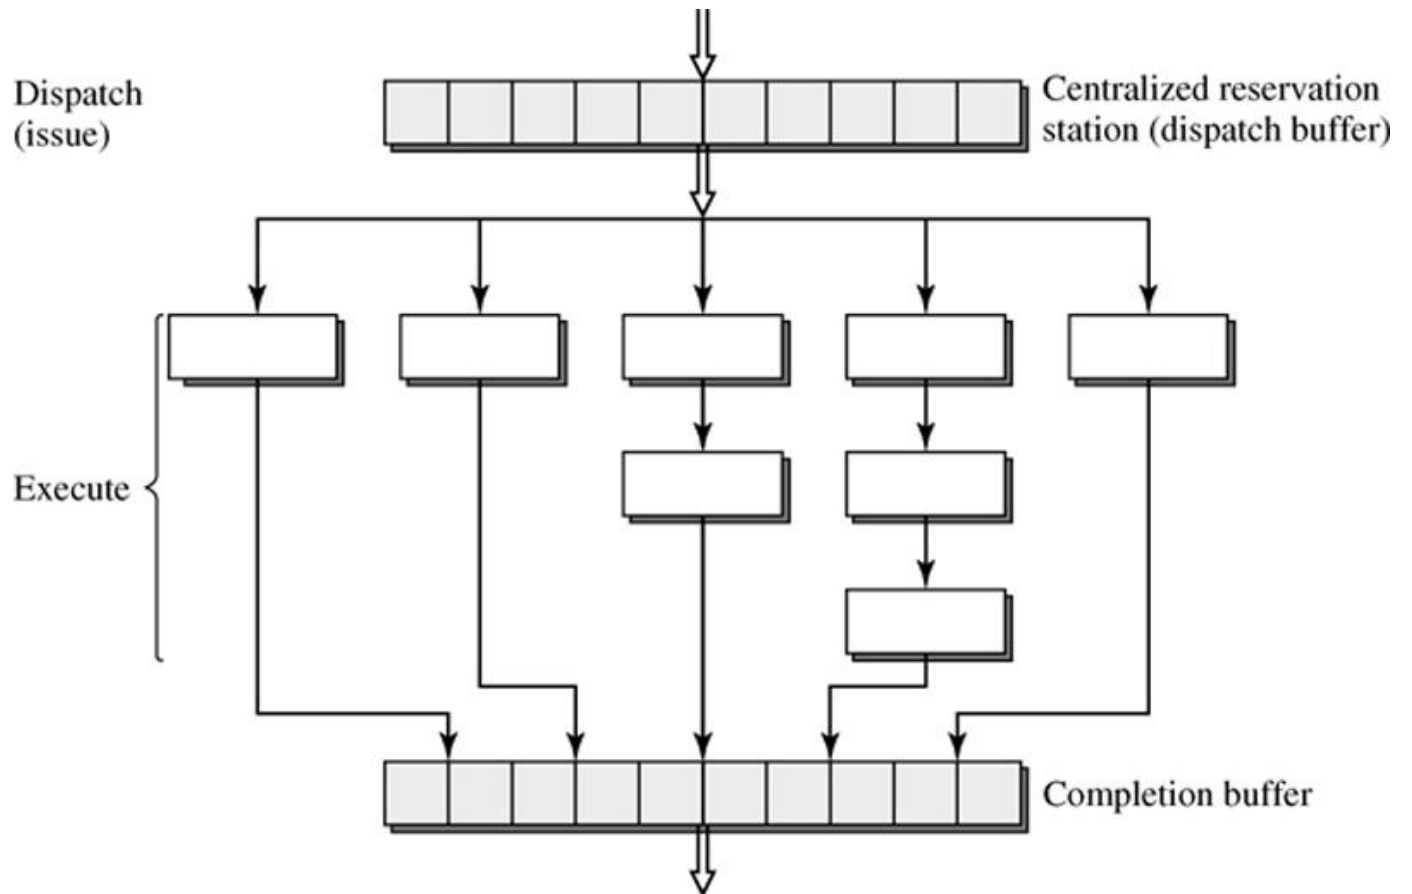 Dispatch
(issue)
Centralized reservation
station (dispatch buffer)
Execute
Completion buffer